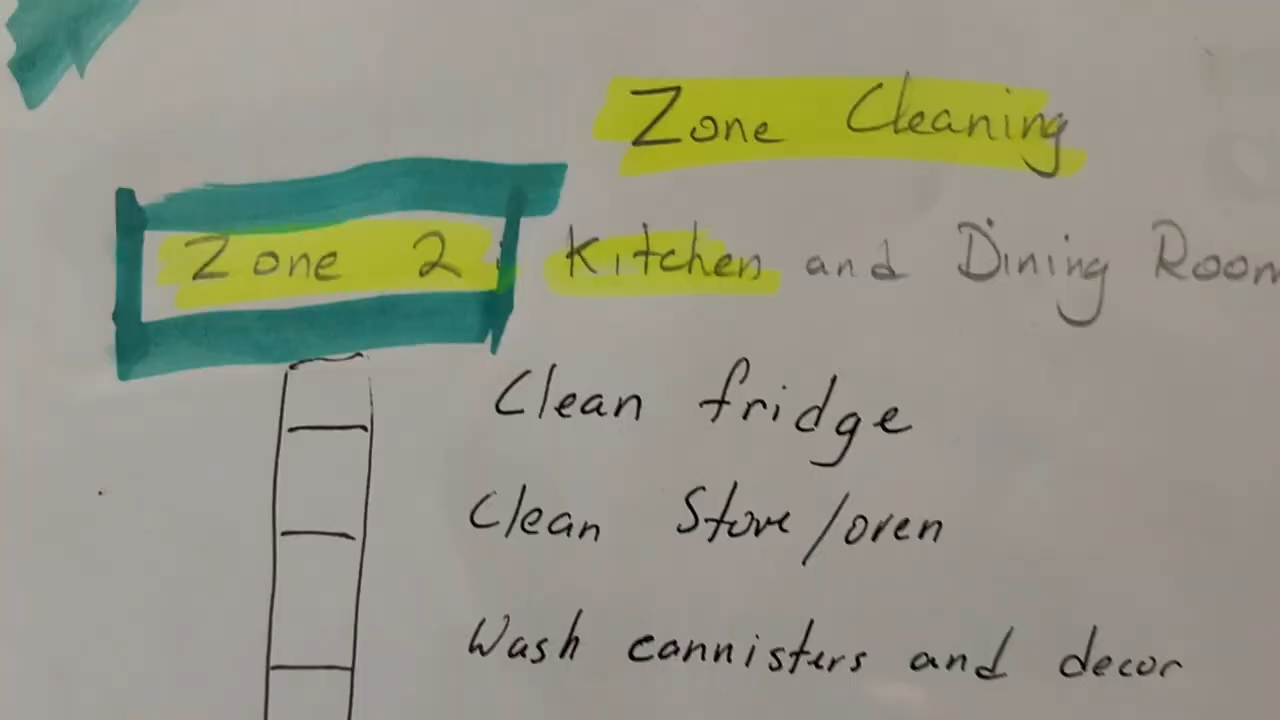 Zone Cleaning
Zone 2 Kitchen and Dining Room
Clean fridge
Clean Stove/oven
Wash cannisters and decor